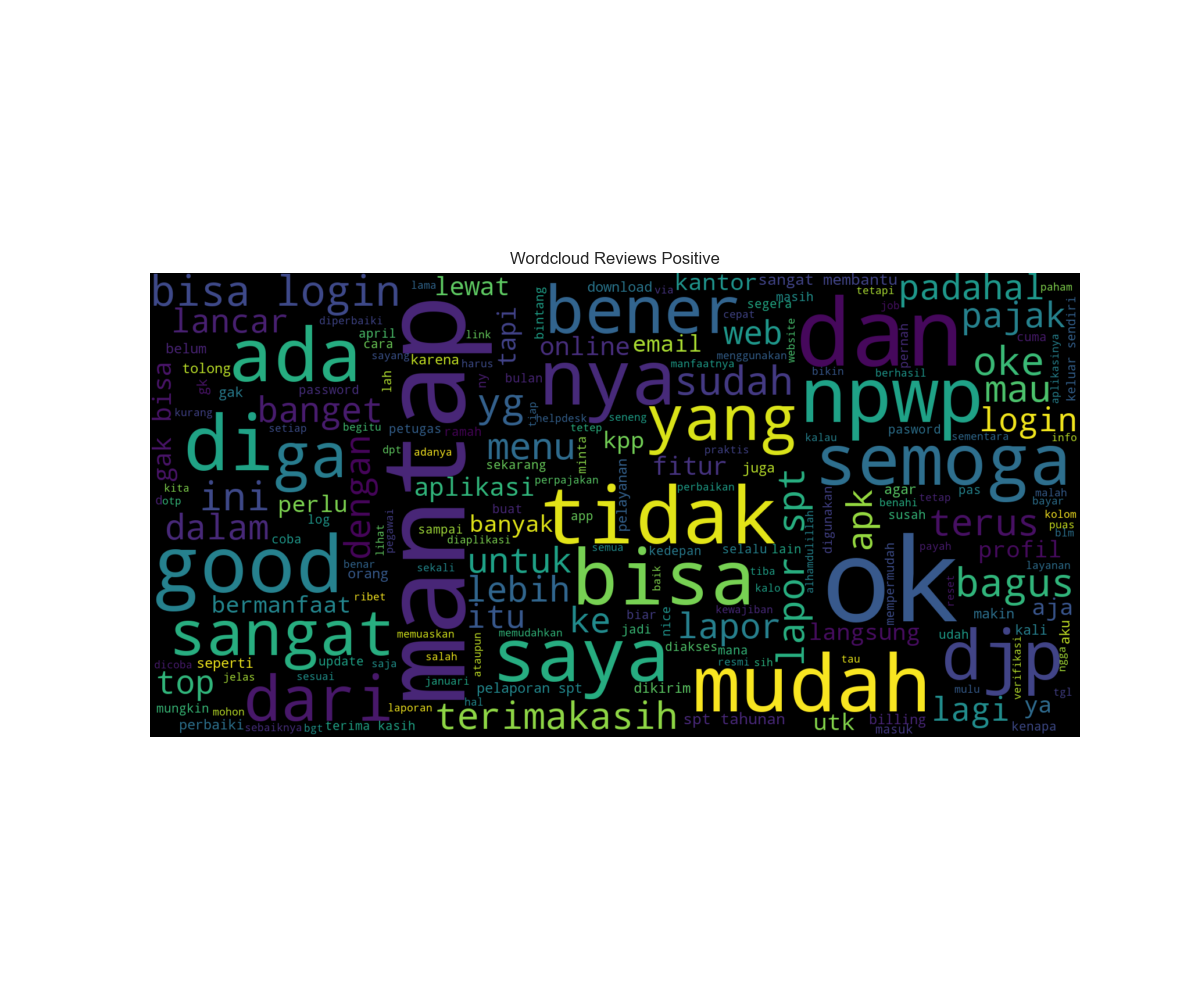 Wordcloud Reviews Positive
bisa login
lama
lewat
bener
download
via
kantor
sangat membantu
masih
tetapi
padahal
paham
lancar
diperbaiki
april
cara
link
tapi
bintang
online
email
web
segera
cepat
website
dan
job
pernah
pajak
cuma
keluar sendiri
ada
belum
tolong
gk
gak
password
sayang
lah
karena
harus
mantap
ny
bulan
nya
sudah
manfaatnya
menggunakan
bikin
berhasil
oke
mau
aplikasinya
gak bisa
kurang
banget
setiap
begitu
petugas
ramah
yg
tiap
helpdesk
seneng
tetep
yang
npwp
pasword
login
di
ga
dengan
dpt
adanya
menu
sekarang
minta
kpp
praktis
fitur
juga
kalau
sementara
info
semoga
kita
otp
ini
perlu
log
lihat
pegawai
aplikasi
perpajakan
pelayanan
perbaikan
lapor spt
digunakan
apk
agar
tetap
pas
malah
bayar
benahi
kolom
dalam
coba
sampai
buat
banyak
app
tidak
diaplikasi
susah
terus
puas
blm
good
benar
orang
sekali
untuk
semua
kedepan
selalu
lain
alhamdulillah
ok
payah
profil
layanan
ribet
bermanfaat
lebih
bisa
baik
tiba
kalo
mempermudah
reset
bagus
itu
ke
biar
nice
kewajiban
lapor
langsung
makin
aja
sangat
memuaskan
memudahkan
jadi
saya
diakses
mana
resmi
sih
tau
udah
djp
kali
aku
ngga
verifikasi
dicoba
seperti
update
saja
salah
ataupun
top
jelas
sesuai
januari
pelaporan spt
dikirim
mudah
mulu
tgl
mungkin
mohon
dari
laporan
hal
terimakasih
spt tahunan
utk
billing
masuk
lagi
ya
kenapa
perbaiki
sebaiknya
bgt
terima kasih